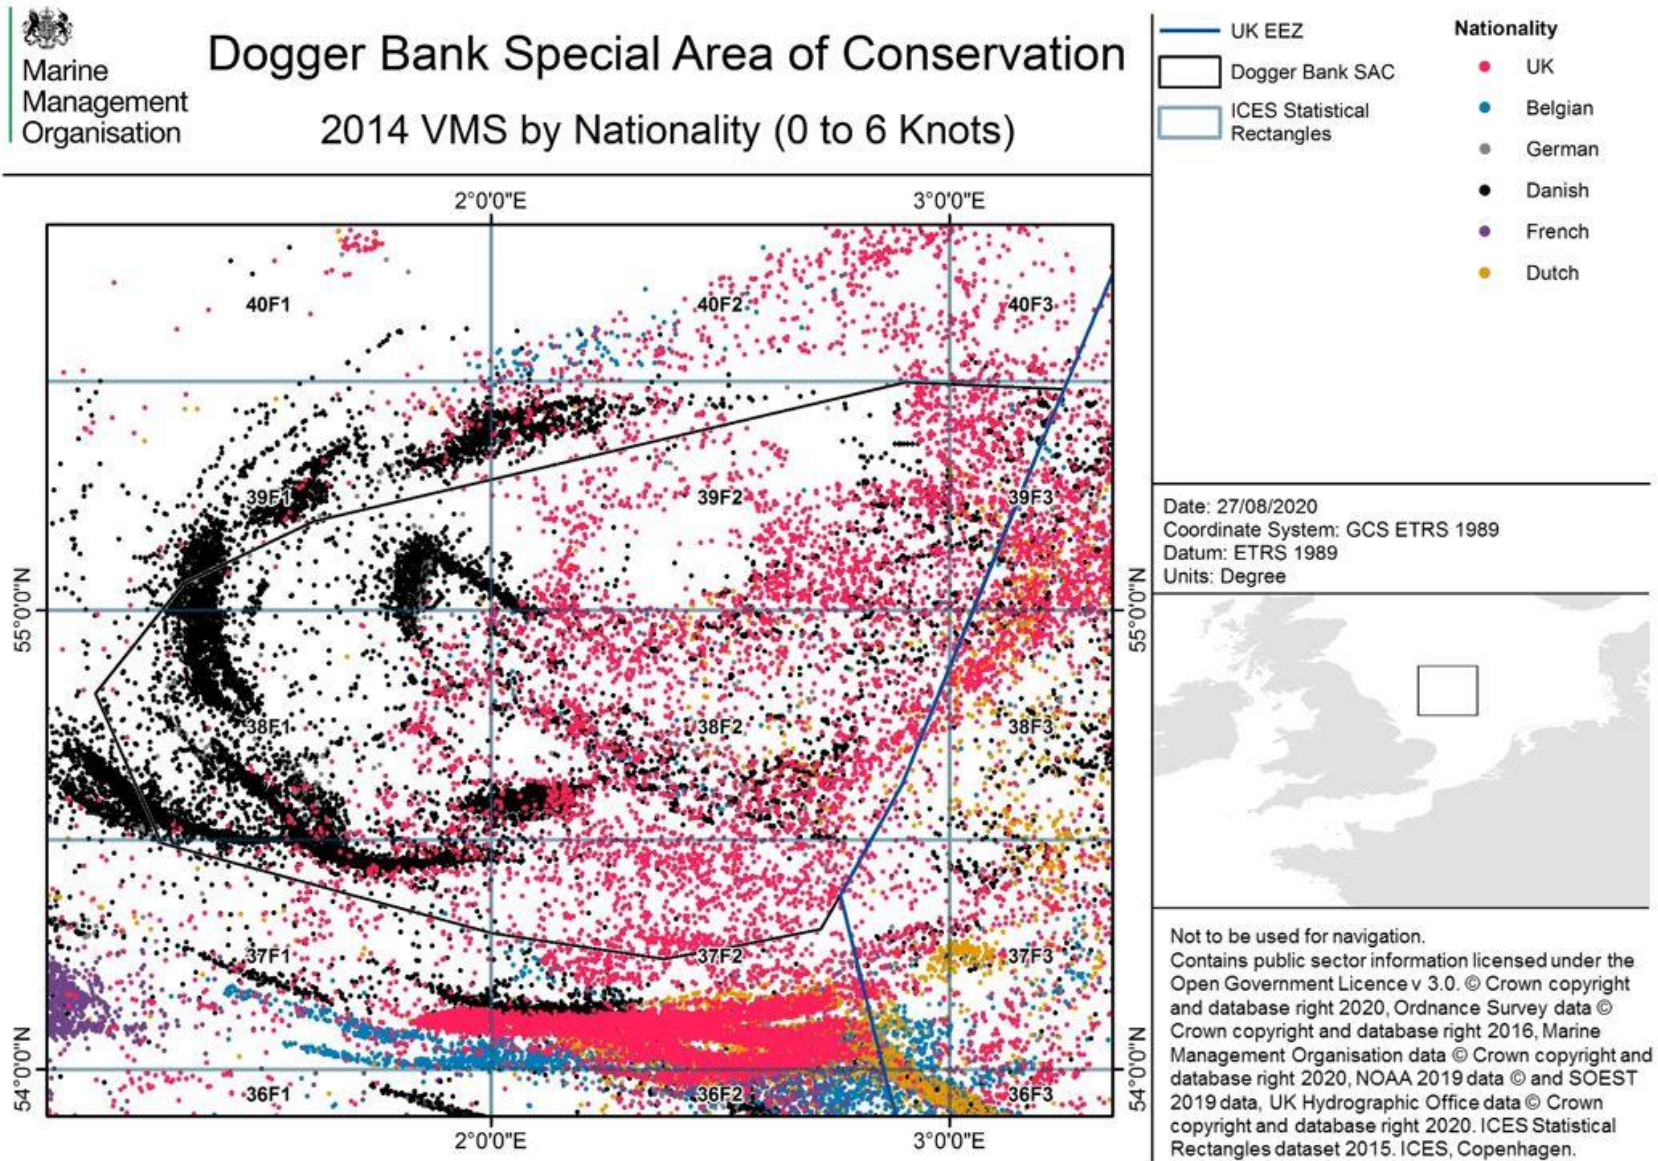 Marine
Management
Organisation
Dogger Bank Special Area of Conservation
2014 VMS by Nationality (0 to 6 Knots)
UK EEZ
Dogger Bank SAC
ICES Statistical
Rectangles
Nationality
UK
Belgian
German
Danish
French
Dutch
2°0'0"E 3°0'0"E
40F1 40F2 40F3
39F1 39F2 39F3
55°0'0"N 55°0'0"N
38F1 38F2 38F3
37F1 37F2 37F3
54°0'0"N 54°0'0"N
36F1 36F2 36F3
2°0'0"E 3°0'0"E
Date: 27/08/2020
Coordinate System: GCS ETRS 1989
Datum: ETRS 1989
Units: Degree
Not to be used for navigation.
Contains public sector information licensed under the
Open Government Licence v 3.0. © Crown copyright
and database right 2020, Ordnance Survey data ©
Crown copyright and database right 2016, Marine
Management Organisation data © Crown copyright and
database right 2020, NOAA 2019 data © and SOEST
2019 data, UK Hydrographic Office data © Crown
copyright and database right 2020. ICES Statistical
Rectangles dataset 2015. ICES, Copenhagen.